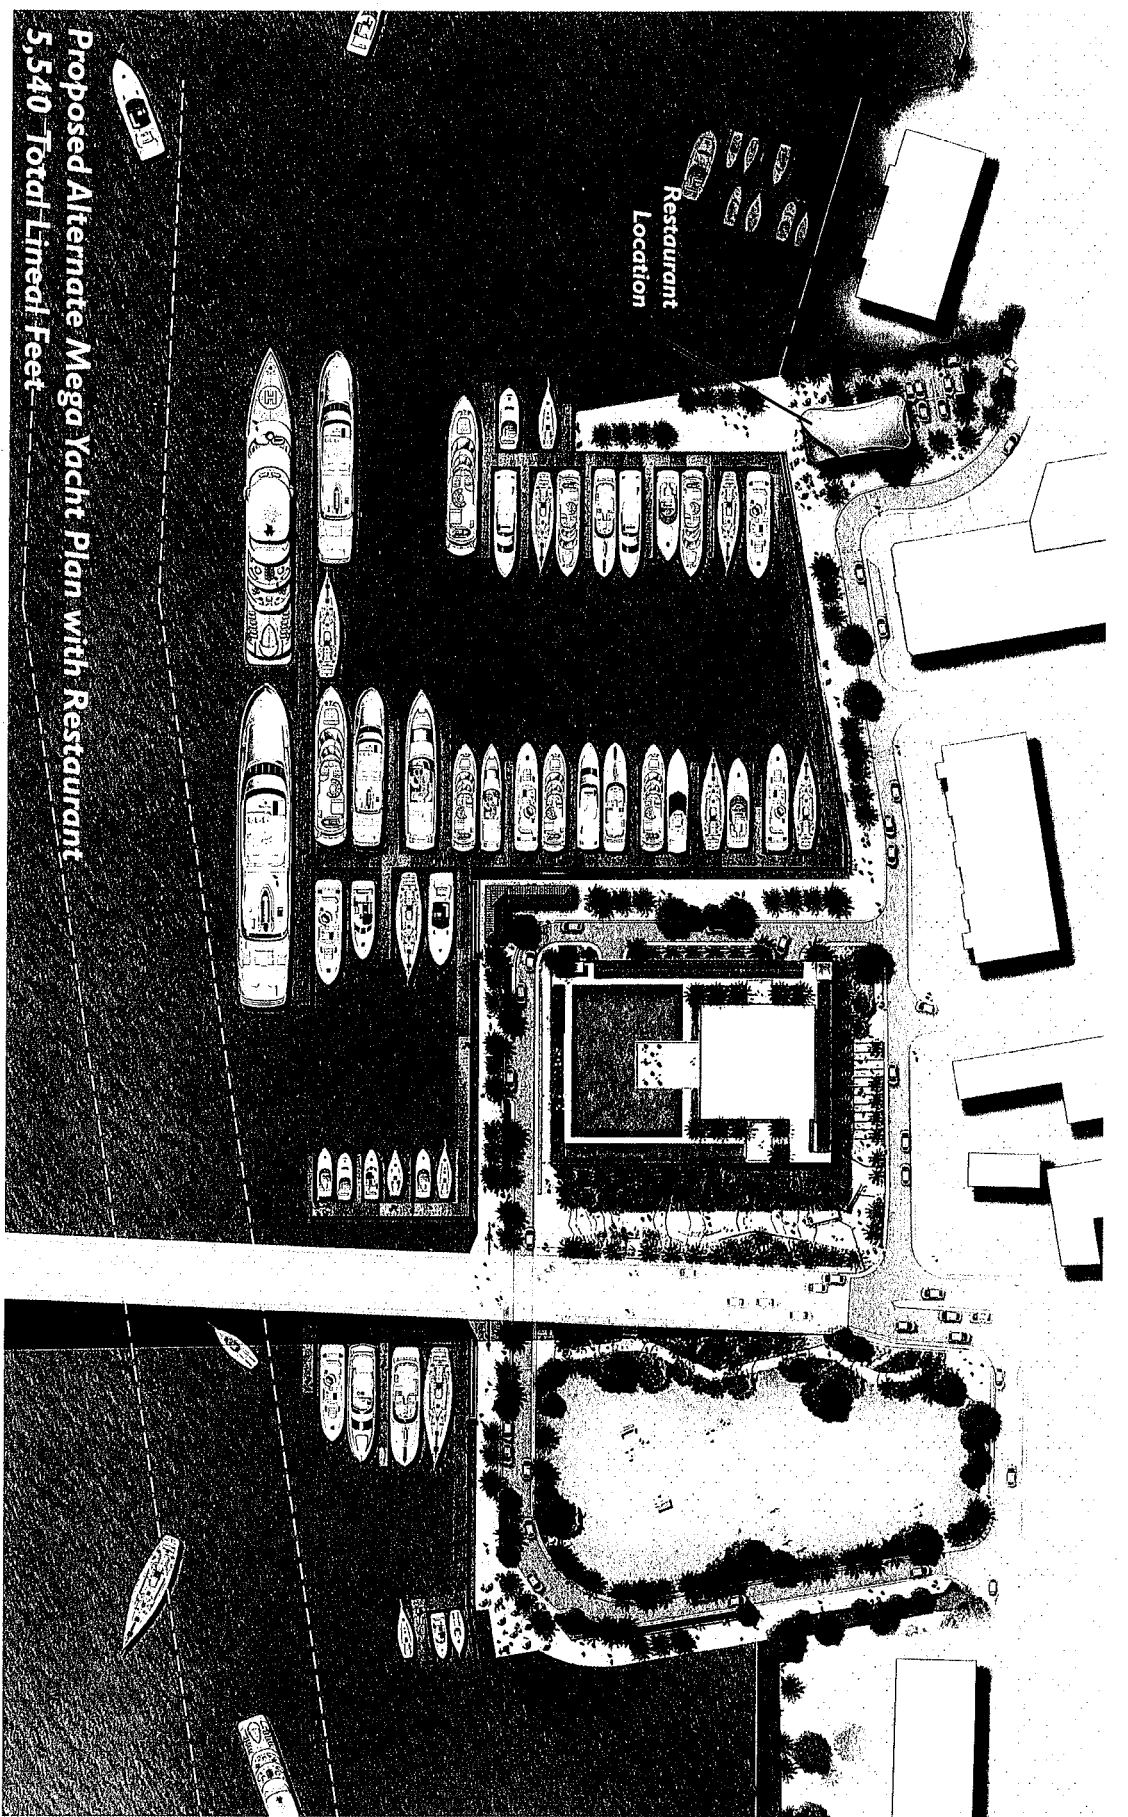 Proposed Alternate Mega Yacht Plan with Restaurant
5,540 Total Lineal Feet
Restaurant
Location